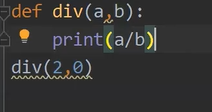 def div(a,b):
    print(a/b)
div(2,0)